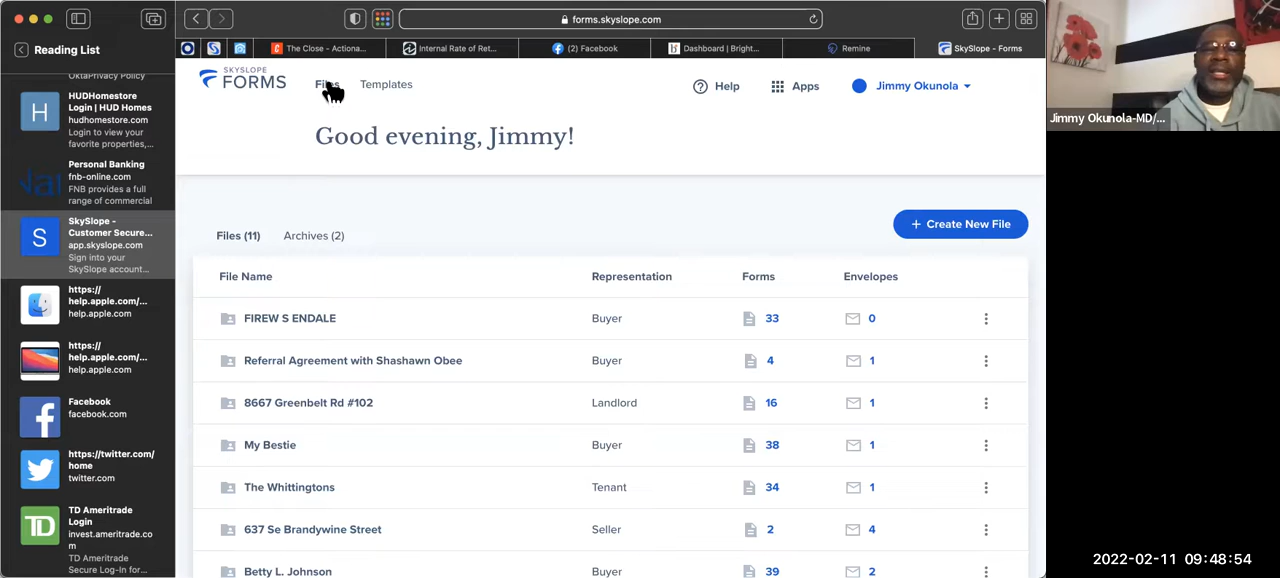 forms.skyslope.com
Reading List
The Close - Actiona...
Internal Rate of Ret...
(2) Facebook
Dashboard | Bright...
Remine
SkySlope - Forms
OktaPrivacy Policy
HUDHomestore
Login | HUD Homes
hudhomestore.com
Login to view your
favorite properties,...
Personal Banking
fnb-online.com
FNB provides a full
range of commercial
SkySlope -
Customer Secure...
app.skyslope.com
Sign into your
SkySlope account...
https://
help.apple.com/...
help.apple.com
https://
help.apple.com/...
help.apple.com
Facebook
facebook.com
https://twitter.com/
home
twitter.com
TD Ameritrade
Login
invest.ameritrade.co
m
TD Ameritrade
Secure Log-In for...
SKYSLOPE
FORMS
Files
Templates
Help
Apps
Jimmy Okunola
Good evening, Jimmy!
Files (11)
Archives (2)
+ Create New File
File Name Representation Forms Envelopes
FIREW S ENDALE Buyer 33 0
Referral Agreement with Shashawn Obee Buyer 4 1
8667 Greenbelt Rd #102 Landlord 16 1
My Bestie Buyer 38 1
The Whittingtons Tenant 34 1
637 Se Brandywine Street Seller 2 4
Betty L. Johnson Buyer 39 2
Jimmy Okunola-MD/...
2022-02-11 09:48:54